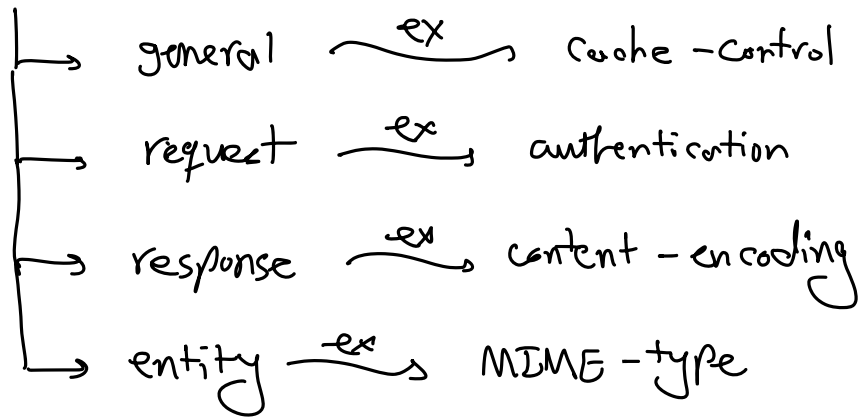 general ex cache-control
request ex authentication
response ex content-encoding
entity ex MIME-type